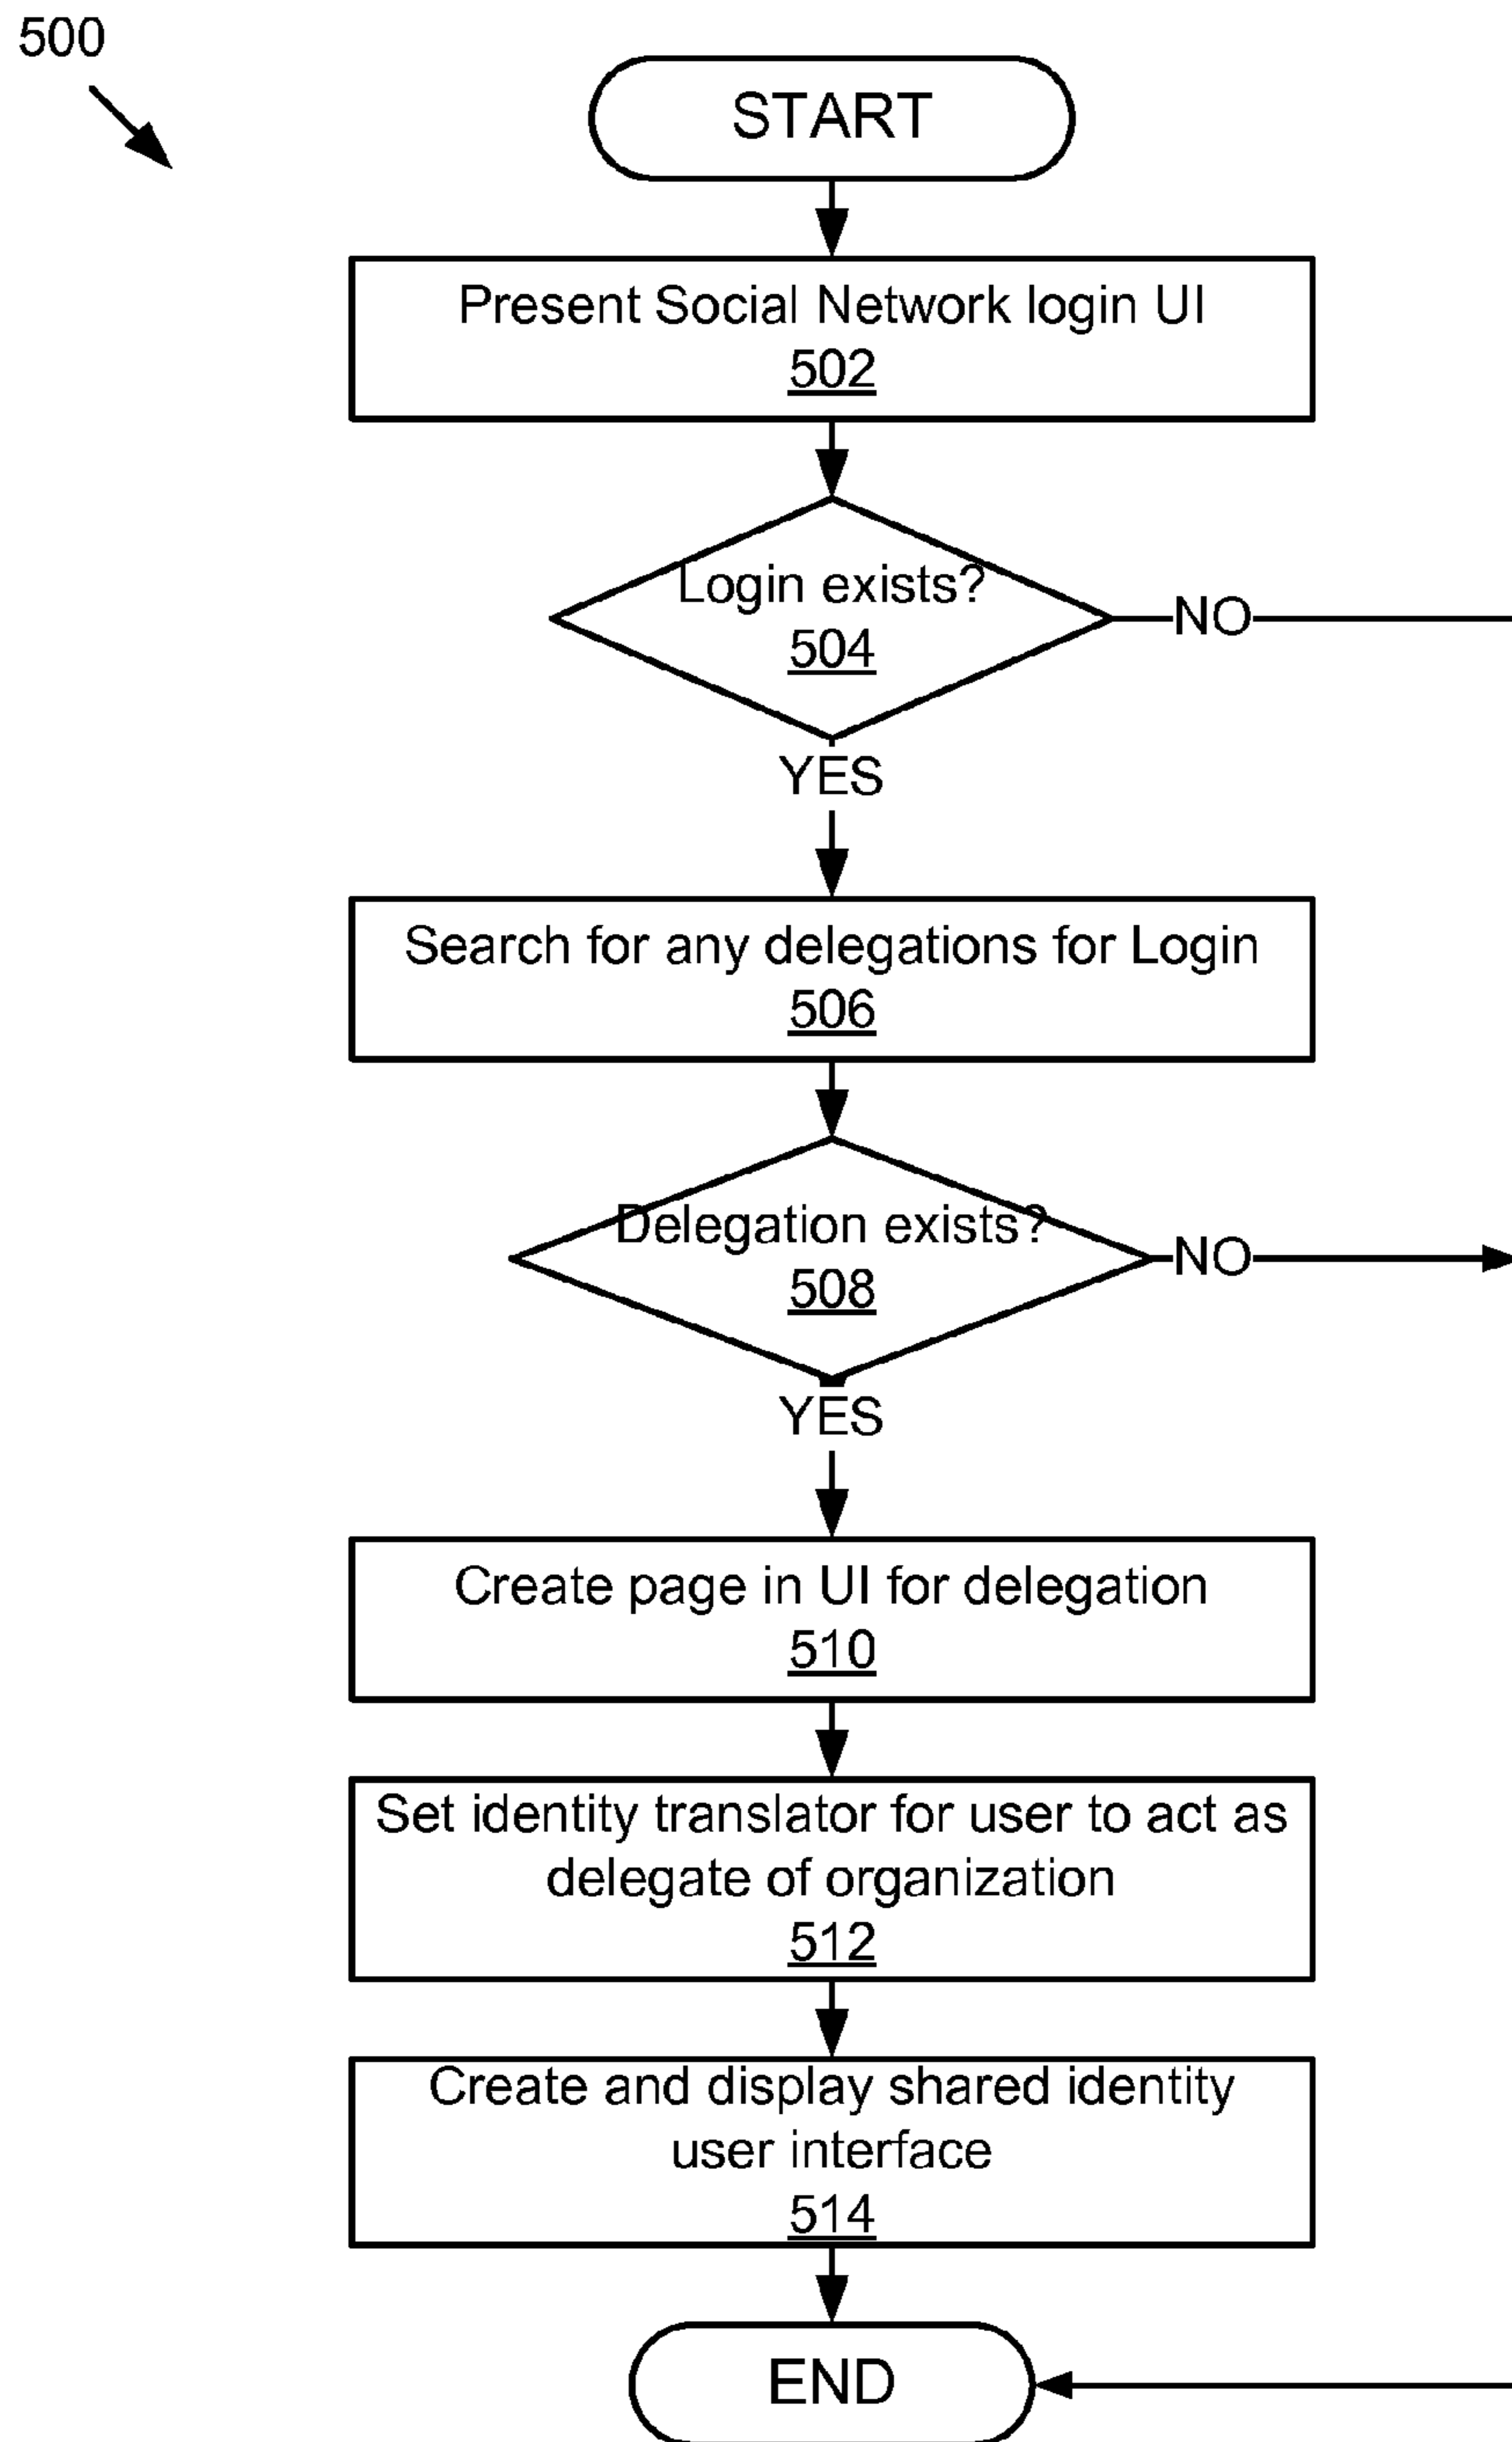 500
START
Present Social Network login UI
502
Login exists?
504
NO
YES
Search for any delegations for Login
506
Delegation exists?
508
NO
YES
Create page in UI for delegation
510
Set identity translator for user to act as
delegate of organization
512
Create and display shared identity
user interface
514
END